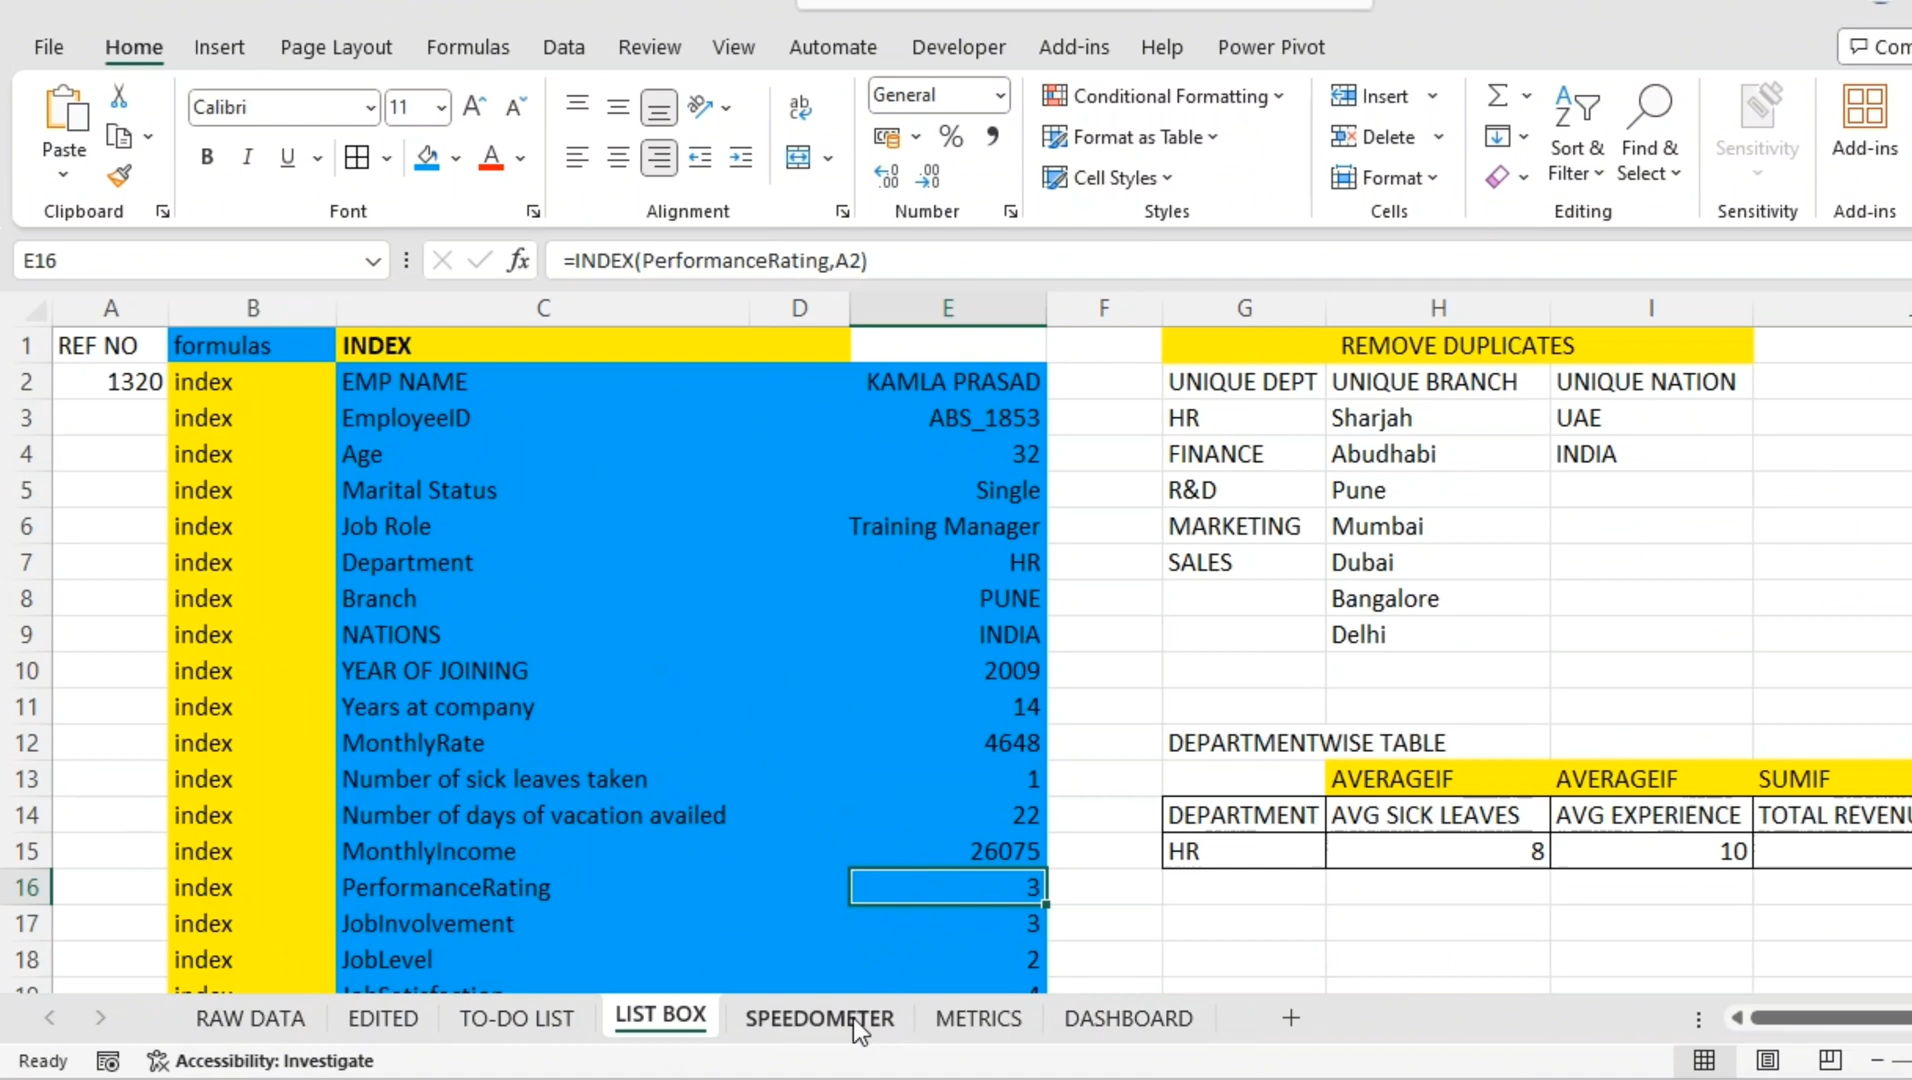 File Home Insert Page Layout Formulas Data Review View Automate Developer Add-ins Help Power Pivot
Paste
Clipboard
Calibri 11
B I U
Font
ab
Alignment
General
% 9
.00 .00
Number
Conditional Formatting
Format as Table
Cell Styles
Styles
Insert
Delete
Format
Cells
Sort & Filter
Find & Select
Editing
Sensitivity
Sensitivity
Add-ins
Add-ins
E16 fx =INDEX(PerformanceRating,A2)
A B C D E F G H I
1 REF NO formulas INDEX REMOVE DUPLICATES
2 1320 index EMP NAME KAMLA PRASAD UNIQUE DEPT UNIQUE BRANCH UNIQUE NATION
3 index EmployeeID ABS_1853 HR Sharjah UAE
4 index Age 32 FINANCE Abudhabi INDIA
5 index Marital Status Single R&D Pune
6 index Job Role Training Manager MARKETING Mumbai
7 index Department HR SALES Dubai
8 index Branch PUNE Bangalore
9 index NATIONS INDIA Delhi
10 index YEAR OF JOINING 2009
11 index Years at company 14
12 index MonthlyRate 4648 DEPARTMENTWISE TABLE
13 index Number of sick leaves taken 1 AVERAGEIF AVERAGEIF SUMIF
14 index Number of days of vacation availed 22 DEPARTMENT AVG SICK LEAVES AVG EXPERIENCE TOTAL
15 index MonthlyIncome 26075 HR 8 10
16 index PerformanceRating 3
17 index JobInvolvement 3
18 index JobLevel 2
RAW DATA EDITED TO-DO LIST LIST BOX SPEEDOMETER METRICS DASHBOARD
Ready Accessibility: Investigate